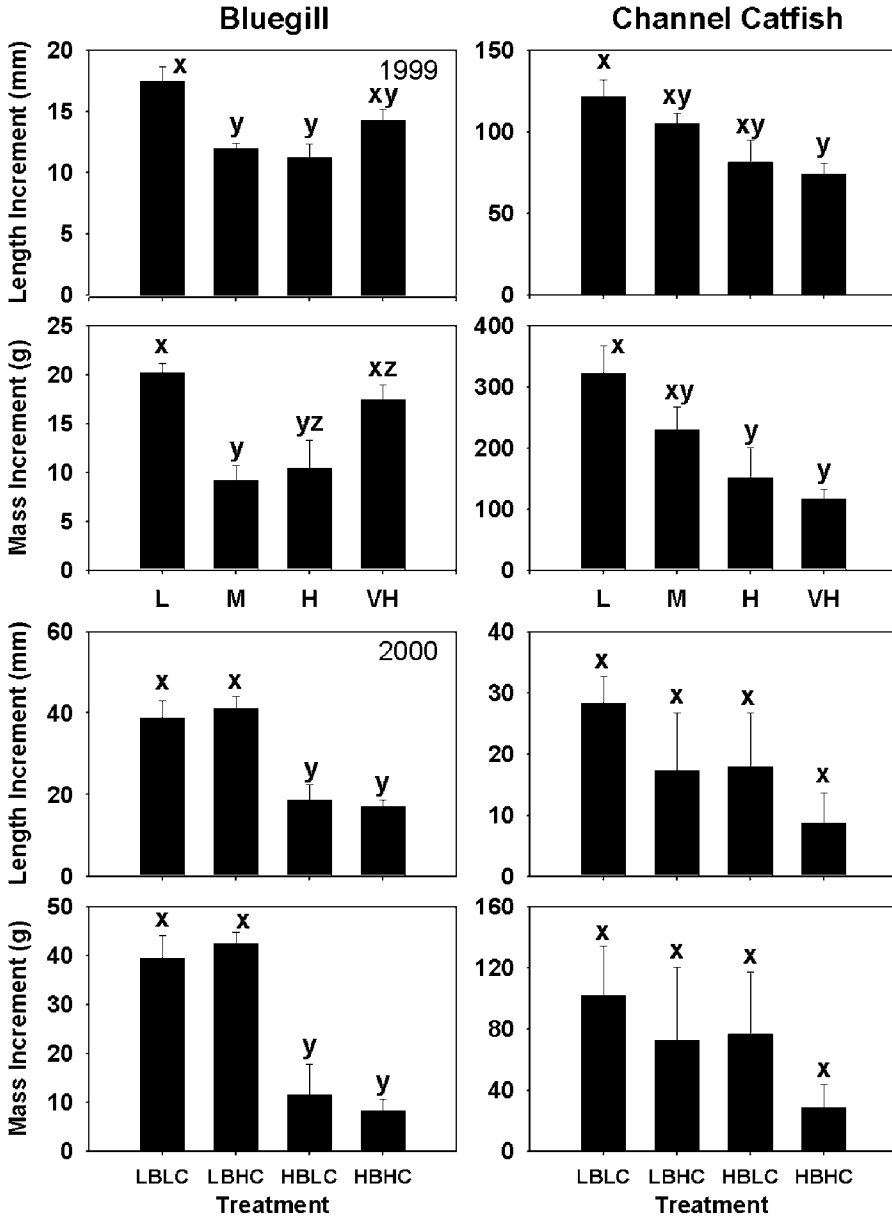 Bluegill
Channel Catfish
Length Increment (mm)
20
15
10
5
0
1999
x
y
y
xy
150
100
50
0
x
xy
xy
y
Mass Increment (g)
25
20
15
10
5
0
x
y
yz
xz
L M H VH
400
300
200
100
0
x
xy
y
y
L M H VH
Length Increment (mm)
60
40
20
0
2000
x
x
y
y
40
30
20
10
0
x
x
x
x
Mass Increment (g)
50
40
30
20
10
0
x
x
y
y
LBLC LBHC HBLC HBHC
Treatment
160
120
80
40
0
x
x
x
x
LBLC LBHC HBLC HBHC
Treatment